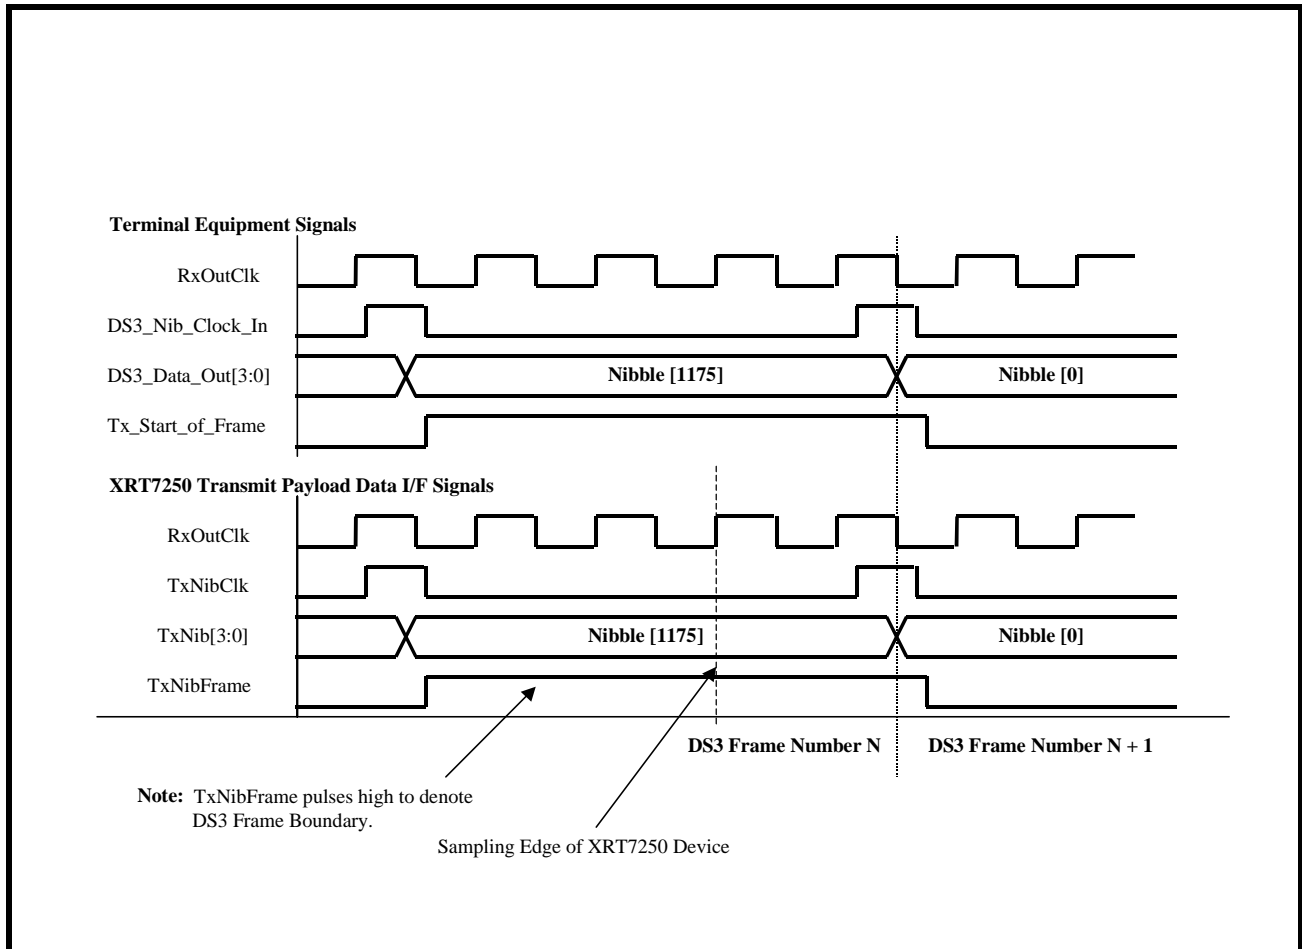 Terminal Equipment Signals
RxOutClk
DS3_Nib_Clock_In
DS3_Data_Out[3:0]
Nibble [1175]
Nibble [0]
Tx_Start_of_Frame
XRT7250 Transmit Payload Data I/F Signals
RxOutClk
TxNibClk
TxNib[3:0]
Nibble [1175]
Nibble [0]
TxNibFrame
DS3 Frame Number N
DS3 Frame Number N + 1
Note: TxNibFrame pulses high to denote
DS3 Frame Boundary.
Sampling Edge of XRT7250 Device